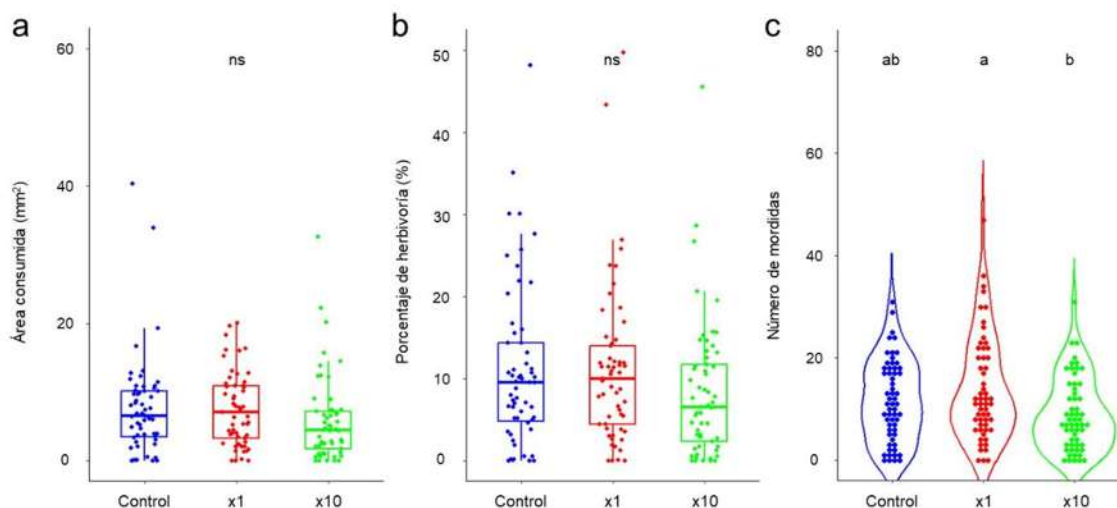 a
Área consumida (mm²)
60
40
20
0
ns
Control x1 x10
b
Porcentaje de herbivoría (%)
50
40
30
20
10
0
ns
Control x1 x10
c
Número de mordidas
80
60
40
20
0
ab a b
Control x1 x10